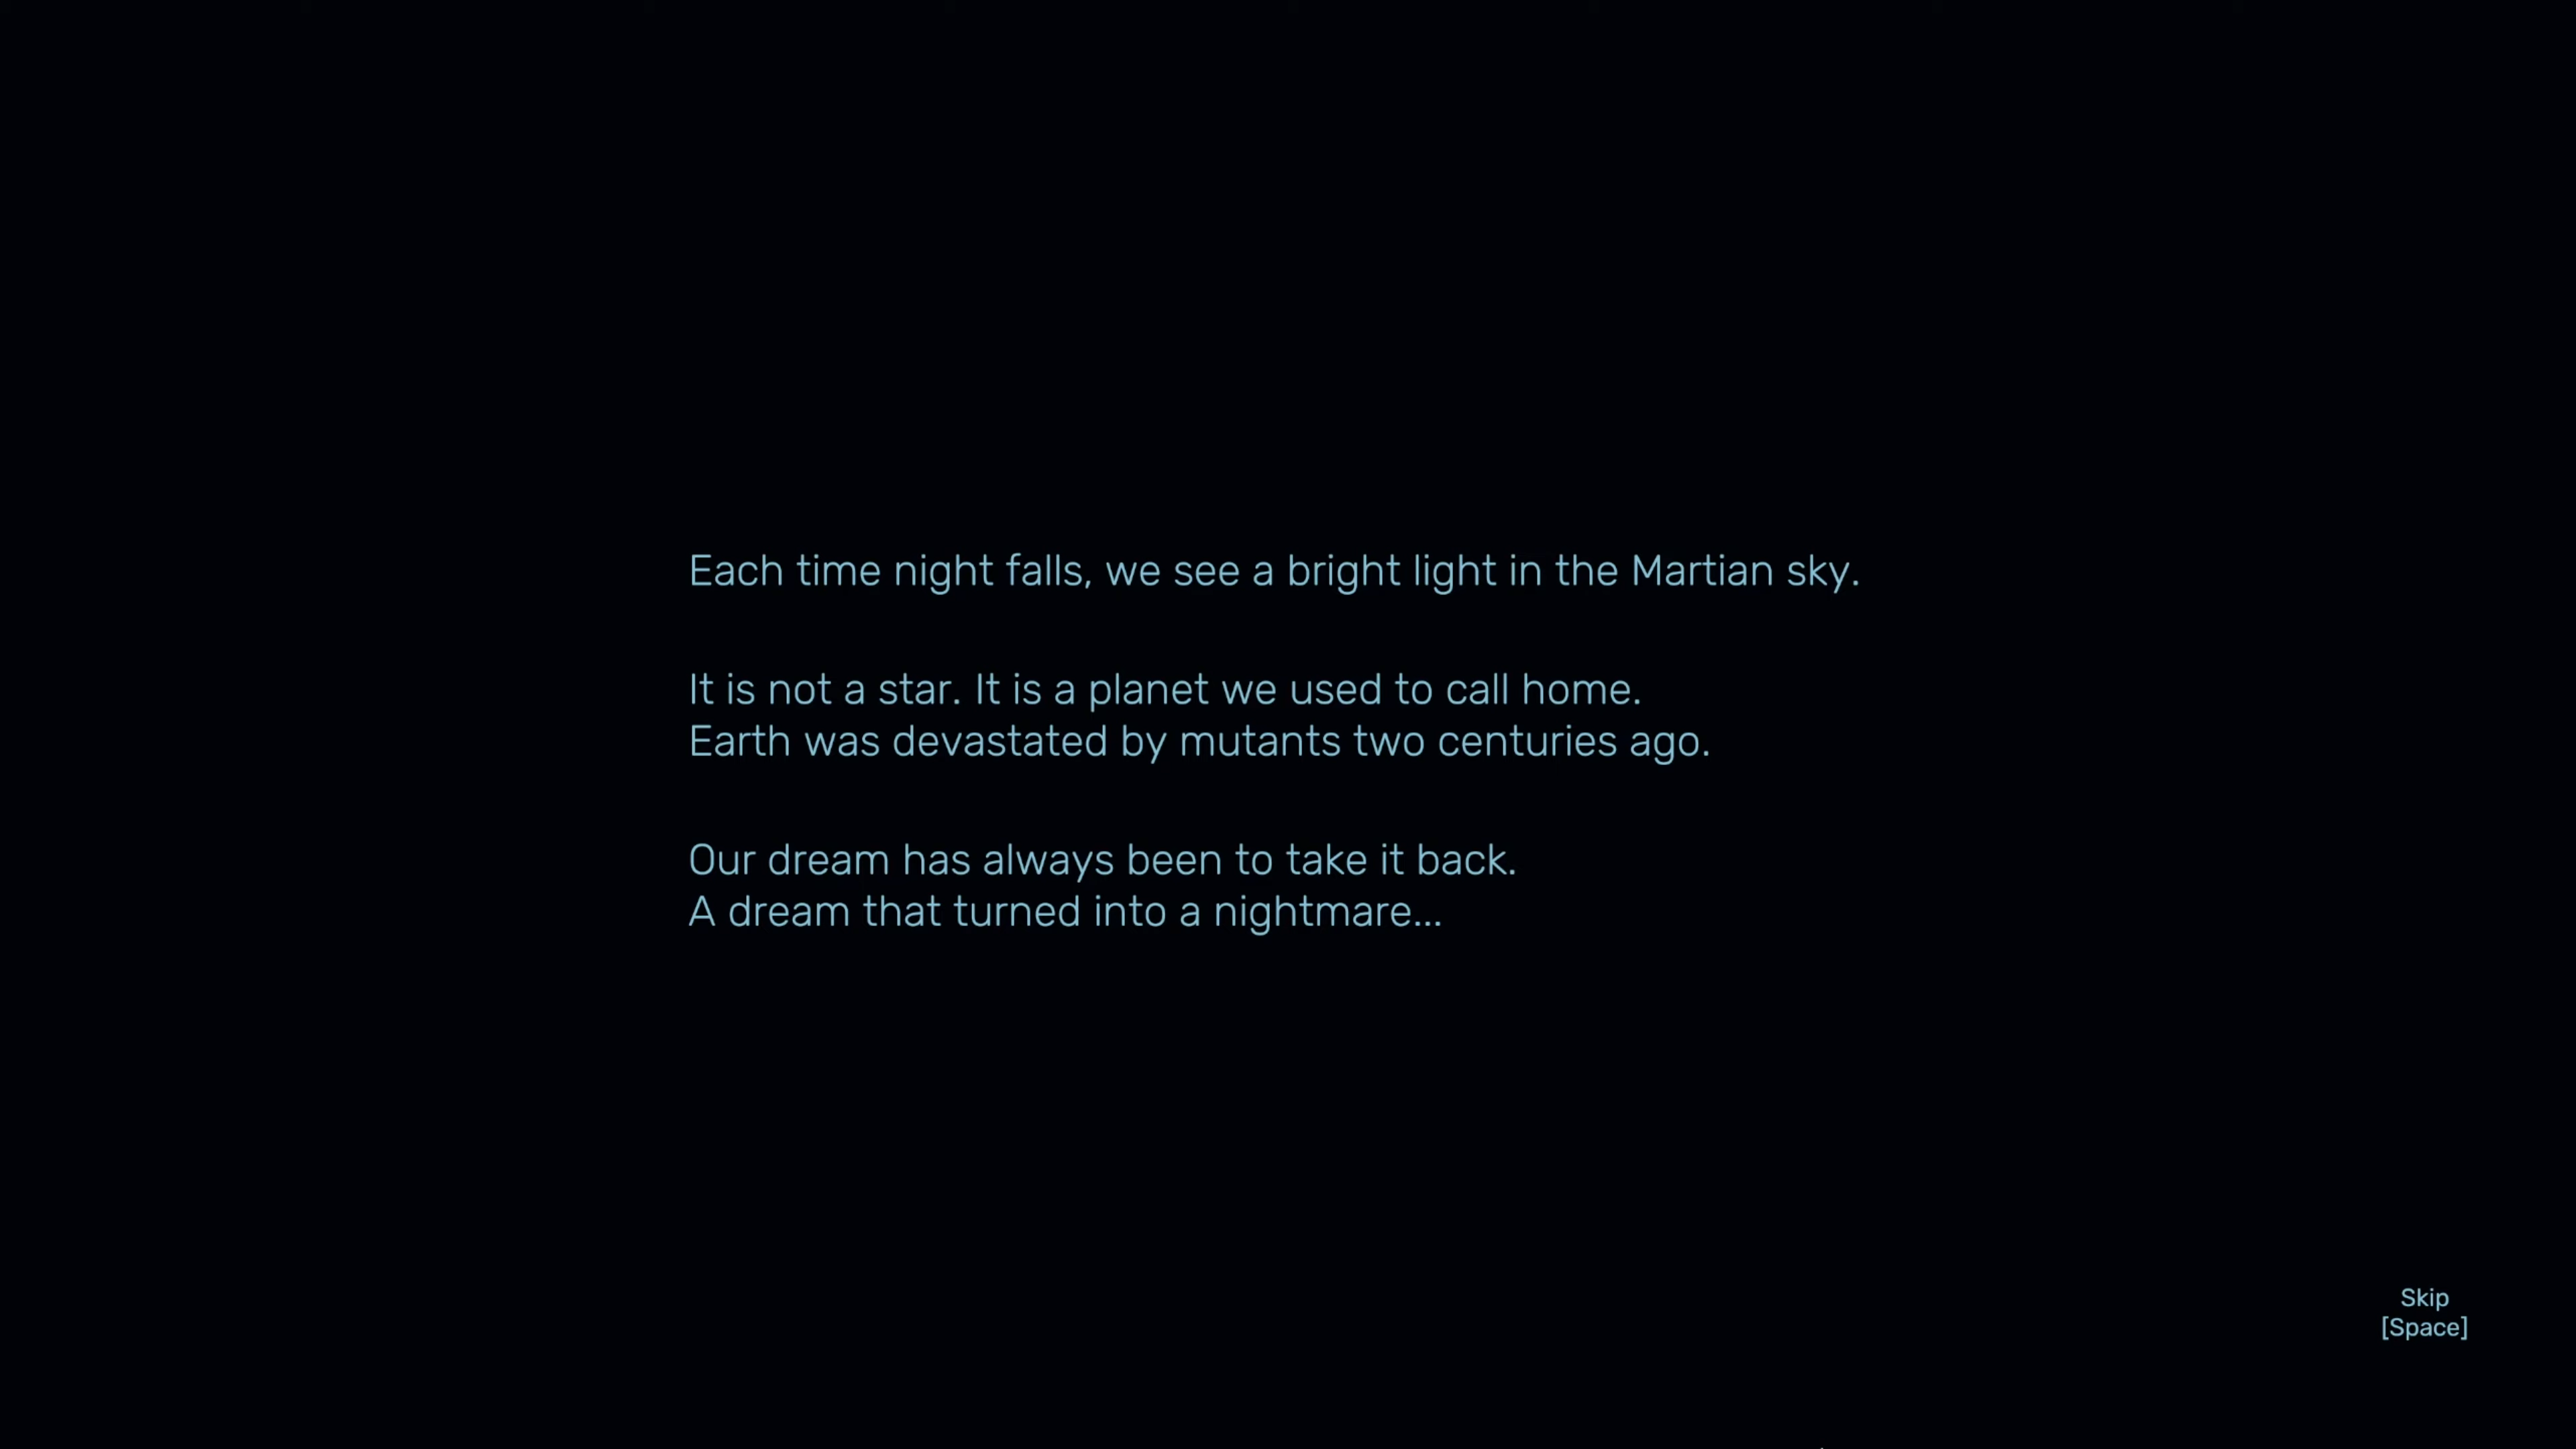 Each time night falls, we see a bright light in the Martian sky.
It is not a star. It is a planet we used to call home.
Earth was devastated by mutants two centuries ago.
Our dream has always been to take it back.
A dream that turned into a nightmare...
Skip
[Space]